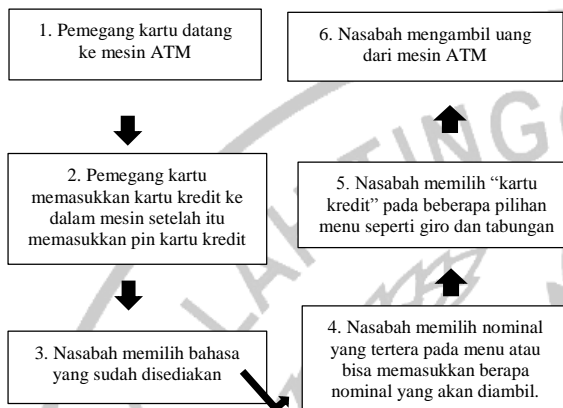 1. Pemegang kartu datang
ke mesin ATM
2. Pemegang kartu
memasukkan kartu kredit ke
dalam mesin setelah itu
memasukkan pin kartu kredit
3. Nasabah memilih bahasa
yang sudah disediakan
4. Nasabah memilih nominal
yang tertera pada menu atau
bisa memasukkan berapa
nominal yang akan diambil.
5. Nasabah memilih “kartu
kredit” pada beberapa pilihan
menu seperti giro dan tabungan
6. Nasabah mengambil uang
dari mesin ATM